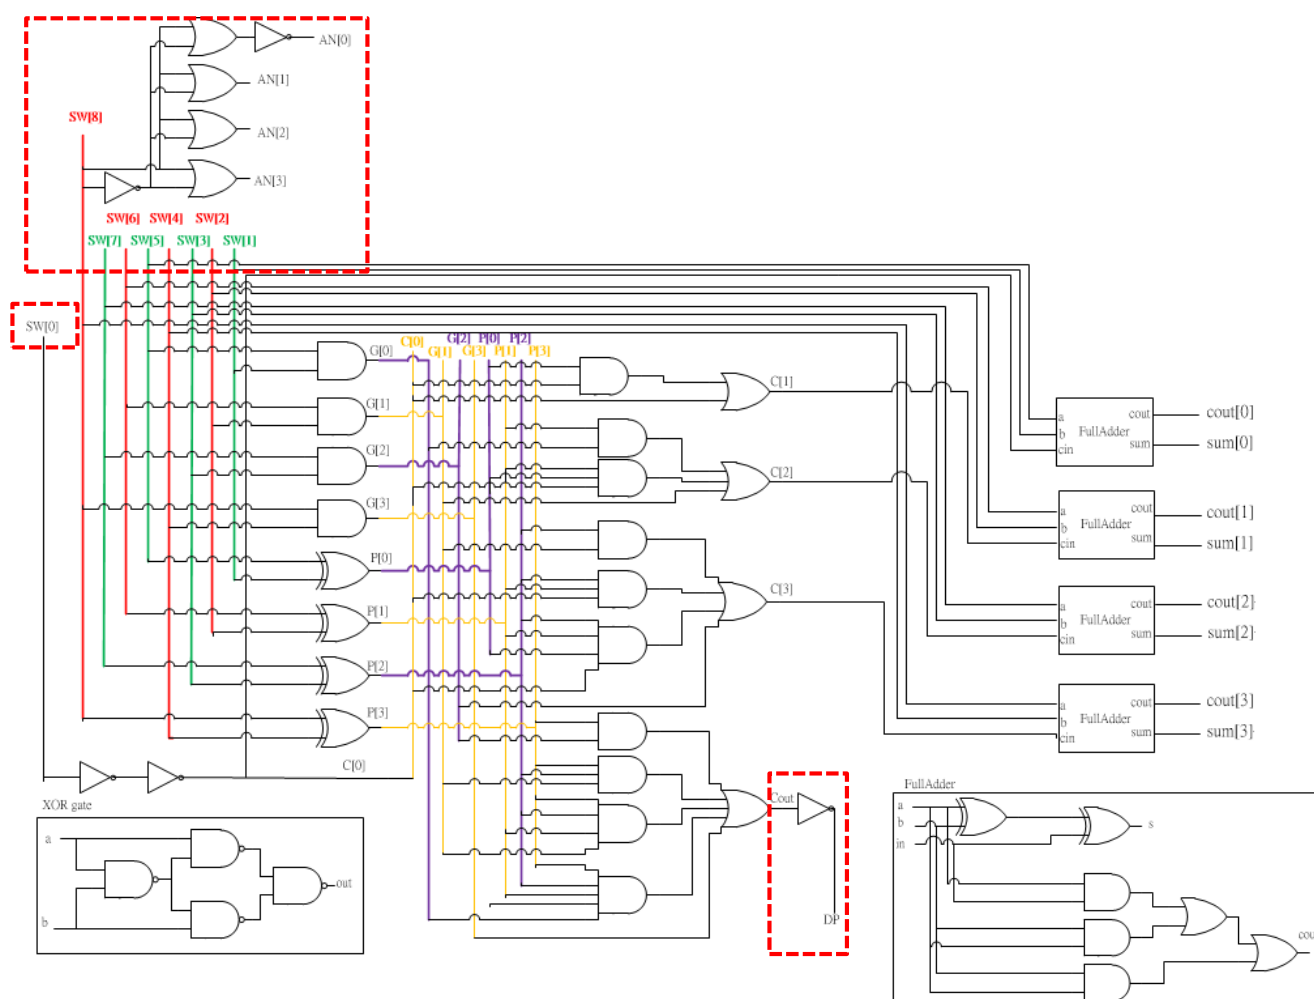 AN[0]
AN[1]
AN[2]
AN[3]
SW[8]
SW[6] SW[4] SW[2]
SW[7] SW[5] SW[3] SW[1]
SW[0]
G[0] C[0] G[2] P[0] P[2]
G[1] G[3] P[1] P[3]
G[1]
G[2]
G[3]
P[0]
P[1]
P[2]
P[3]
C[0]
C[1]
C[2]
C[3]
Cout
DP
a
b
cin
cout
sum
FullAdder
cout[0]
sum[0]
a
b
cin
cout
sum
FullAdder
cout[1]
sum[1]
a
b
cin
cout
sum
FullAdder
cout[2]
sum[2]
a
b
cin
cout
sum
FullAdder
cout[3]
sum[3]
XOR gate
a
b
out
FullAdder
a
b
in
s
cou